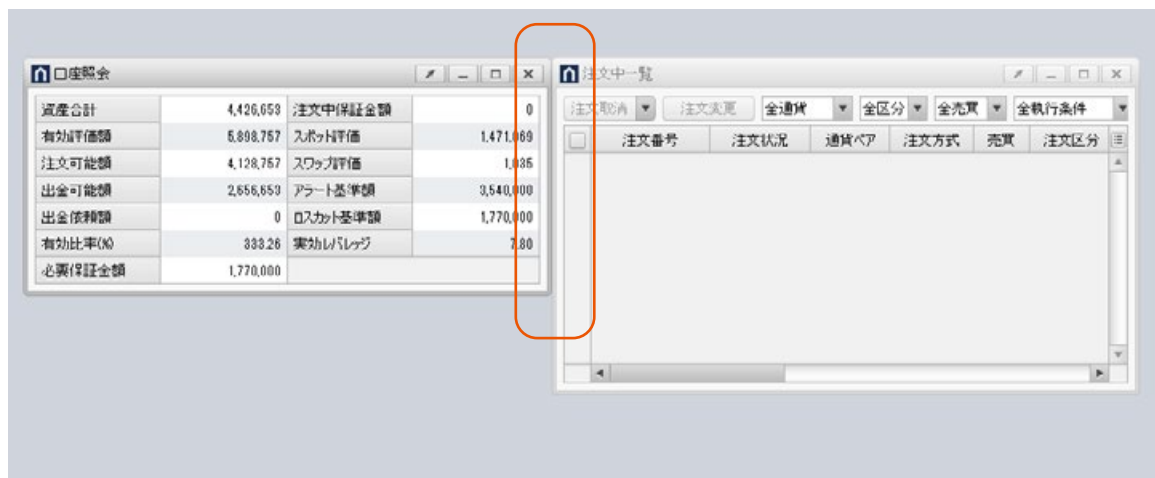 口座照会
資産合計 4,426,653 注文中保証金額 0
有効評価額 5,898,757 スポット評価 1,471,069
注文可能額 4,128,757 スワップ評価 1,035
出金可能額 2,656,653 アラート基準額 3,540,000
出金依頼額 0 ロスカット基準額 1,770,000
有効比率(%) 333.26 実効レバレッジ 7.80
必要保証金額 1,770,000
注文中一覧
注文取消 注文変更 全通貨 全区分 全売買 全執行条件
注文番号 注文状況 通貨ペア 注文方式 売買 注文区分